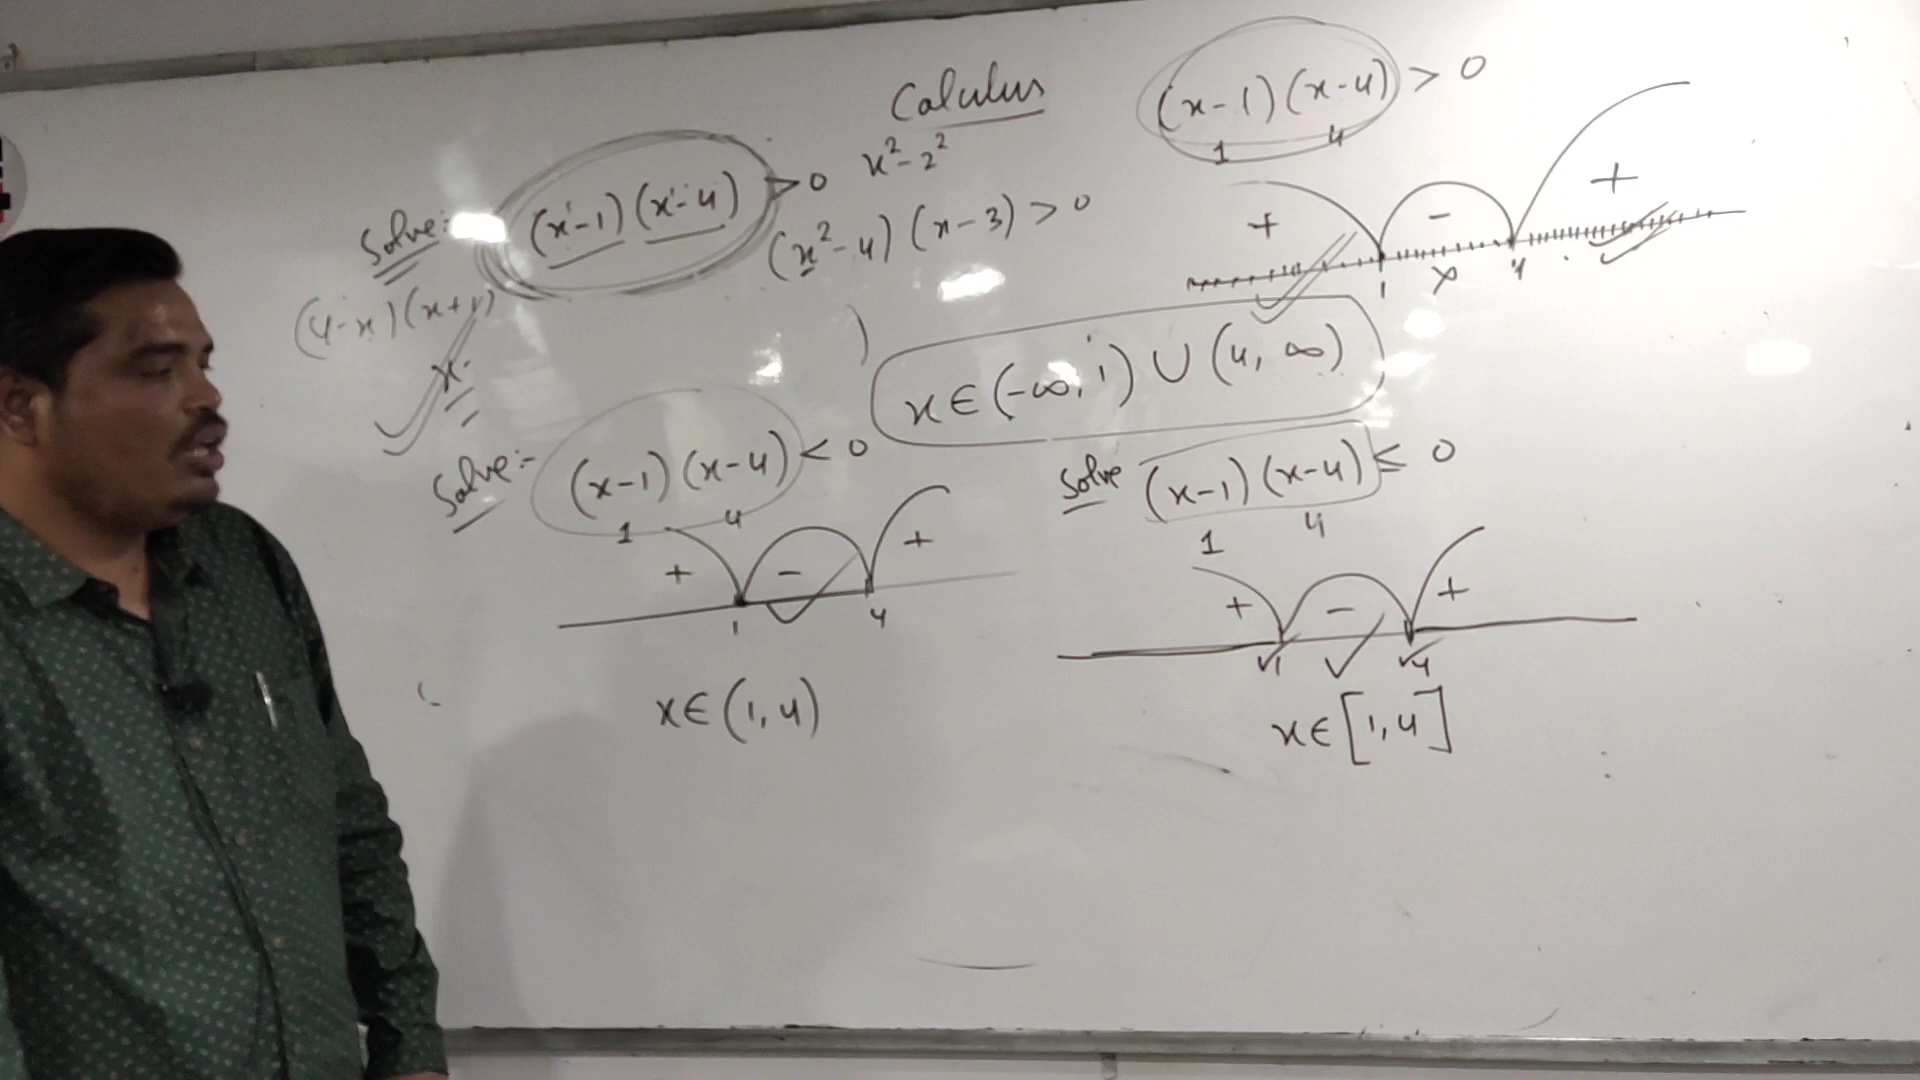 Calculus
Solve:- (x-1)(x-4) >0
x²-2²
(x²-4)(x-3) > 0
(4-x)(x+1)
x.
(x-1)(x-4) > 0
1 4
+ - +
1 x 4
x∈(-∞,1) ∪ (4, ∞)
Solve:- (x-1)(x-4) < 0
1 4
+ - +
1 4
x∈(1,4)
Solve (x-1)(x-4) ≤ 0
1 4
+ - +
1 4
x∈[1,4]